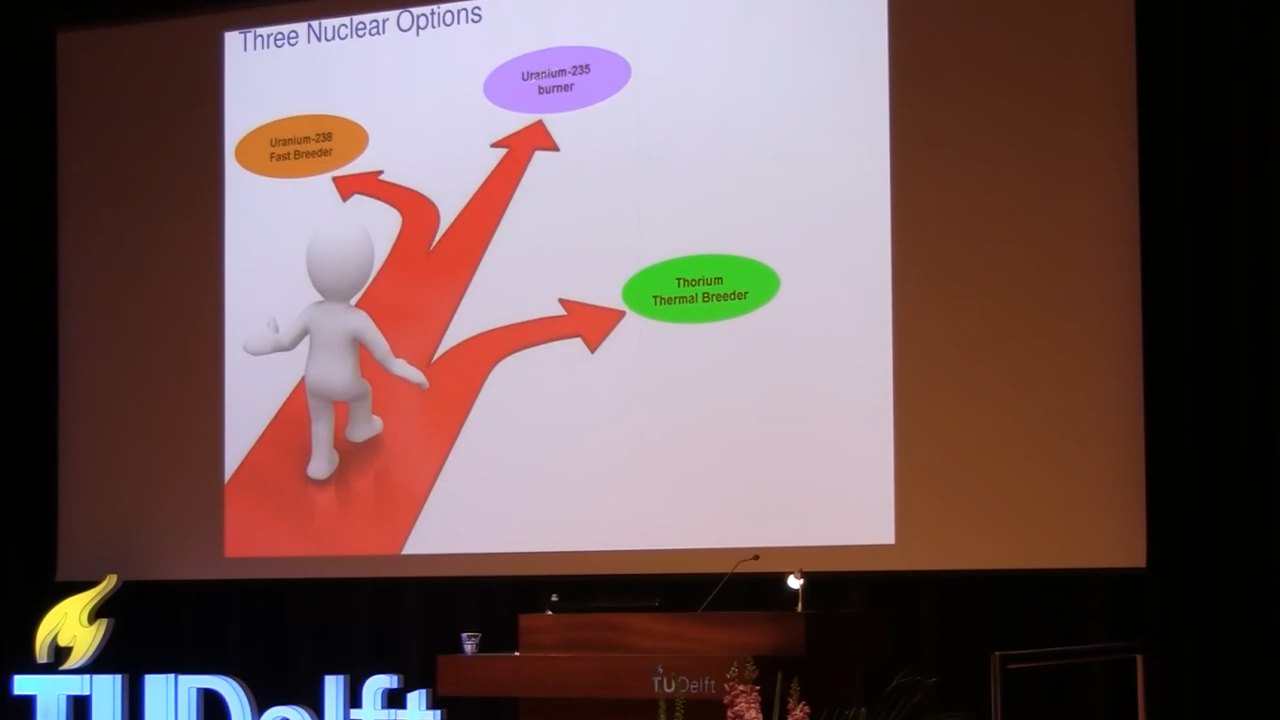 Three Nuclear Options
Uranium-235
burner
Uranium-238
Fast Breeder
Thorium
Thermal Breeder
TUDelft
TUDelft